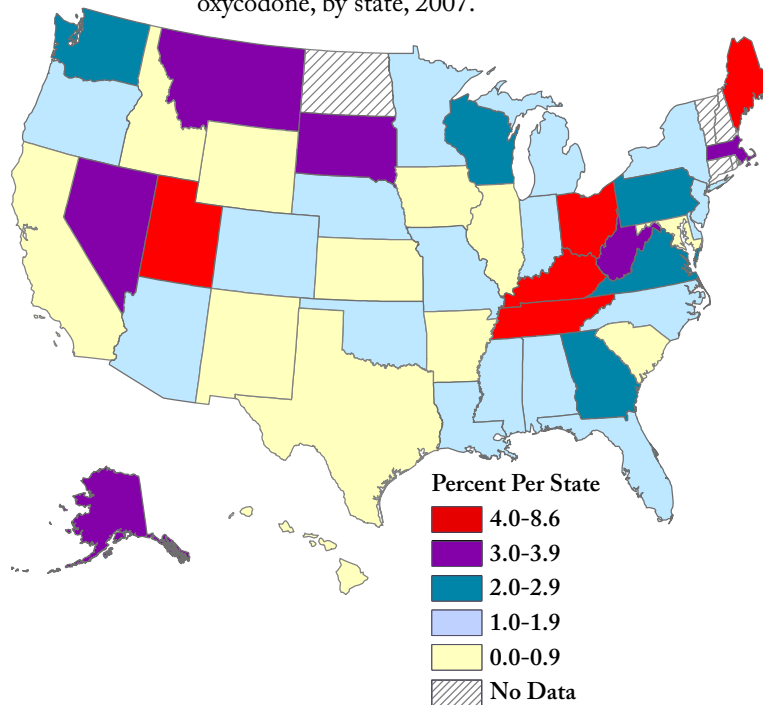 oxycodone, by state, 2007.
Percent Per State
4.0-8.6
3.0-3.9
2.0-2.9
1.0-1.9
0.0-0.9
No Data